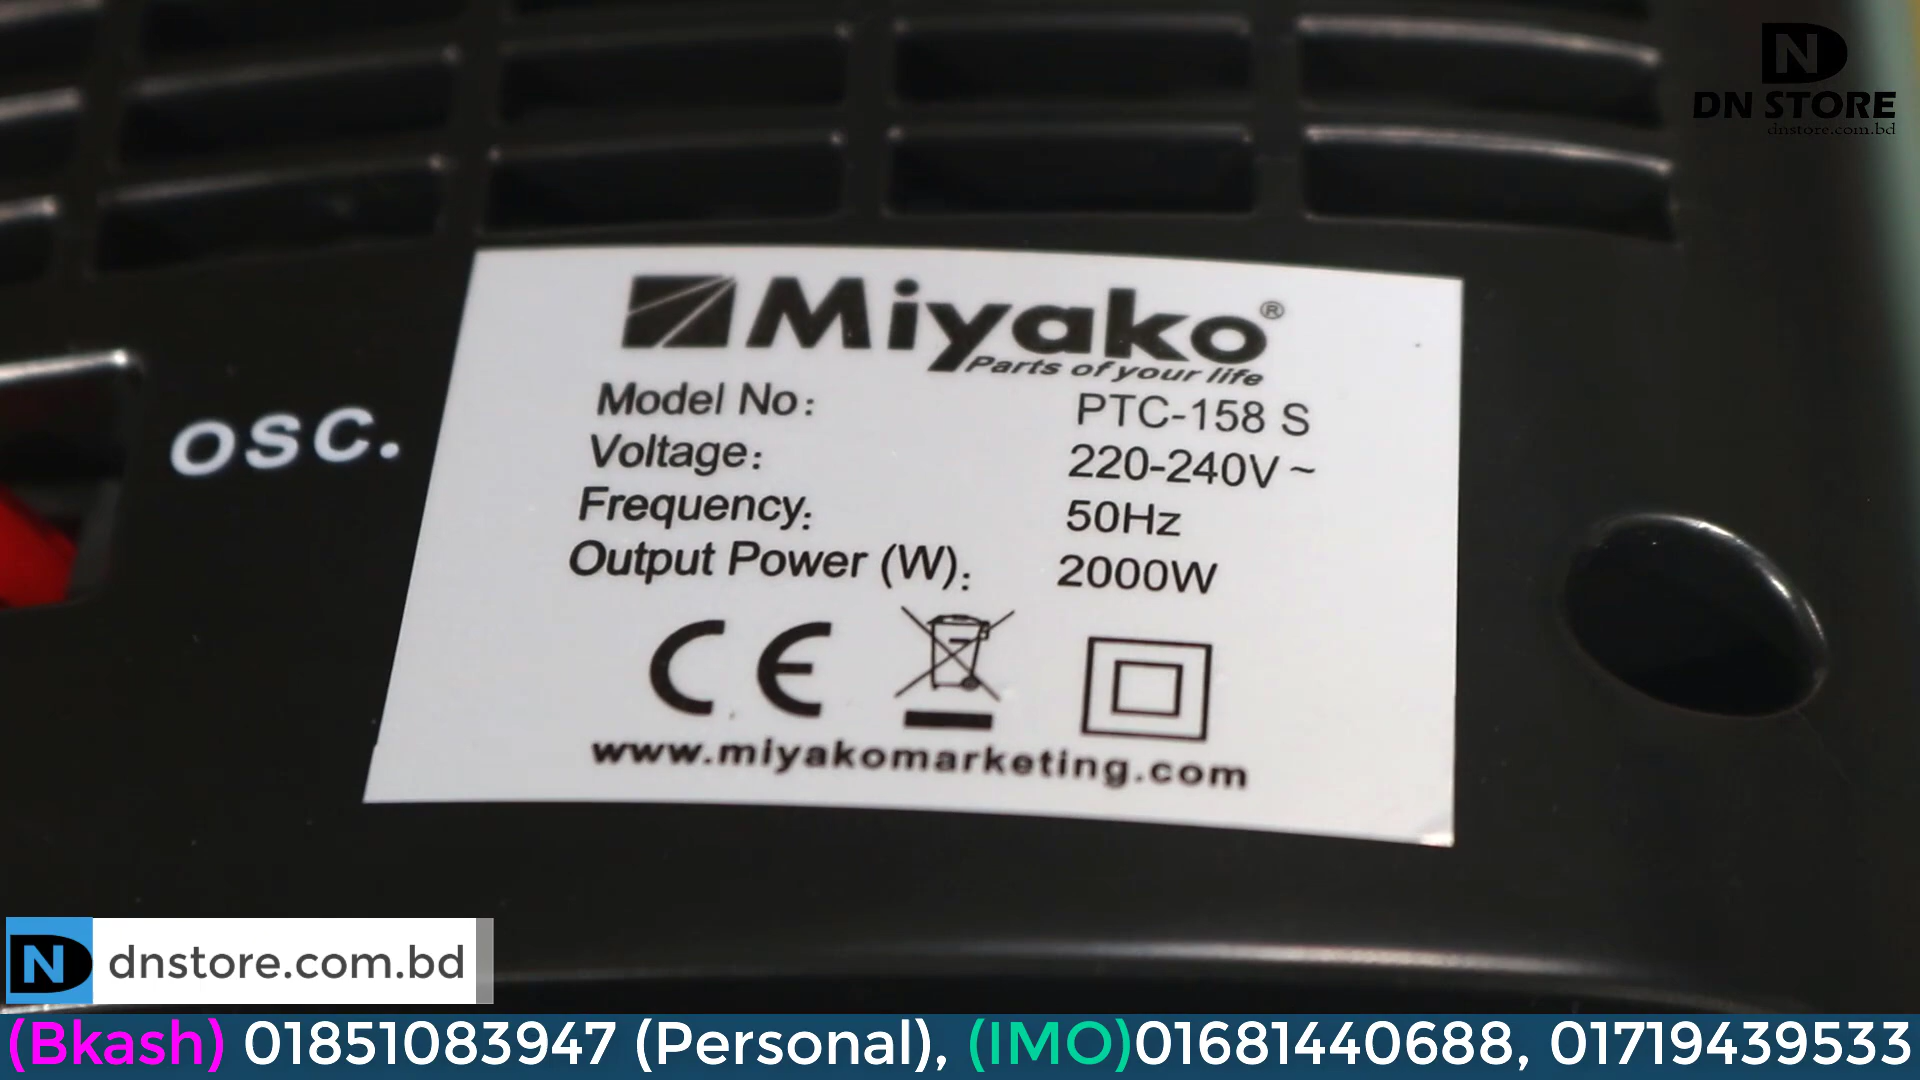 N
DN STORE
dnstore.com.bd
Miyako®
Parts of your life
Model No: PTC-158 S
Voltage: 220-240V ~
Frequency: 50Hz
Output Power (W): 2000W
CE
www.miyakomarketing.com
OSC.
N dnstore.com.bd
(Bkash) 01851083947 (Personal), (IMO)01681440688, 01719439533